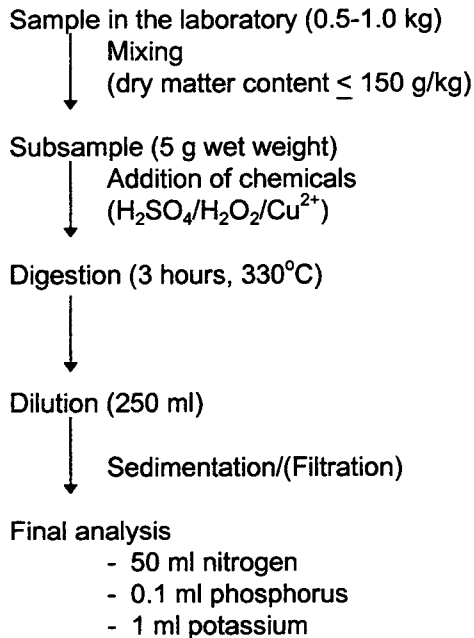 Sample in the laboratory (0.5-1.0 kg)
Mixing
(dry matter content ≤ 150 g/kg)
Subsample (5 g wet weight)
Addition of chemicals
(H₂SO₄/H₂O₂/Cu²⁺)
Digestion (3 hours, 330°C)
Dilution (250 ml)
Sedimentation/(Filtration)
Final analysis
- 50 ml nitrogen
- 0.1 ml phosphorus
- 1 ml potassium